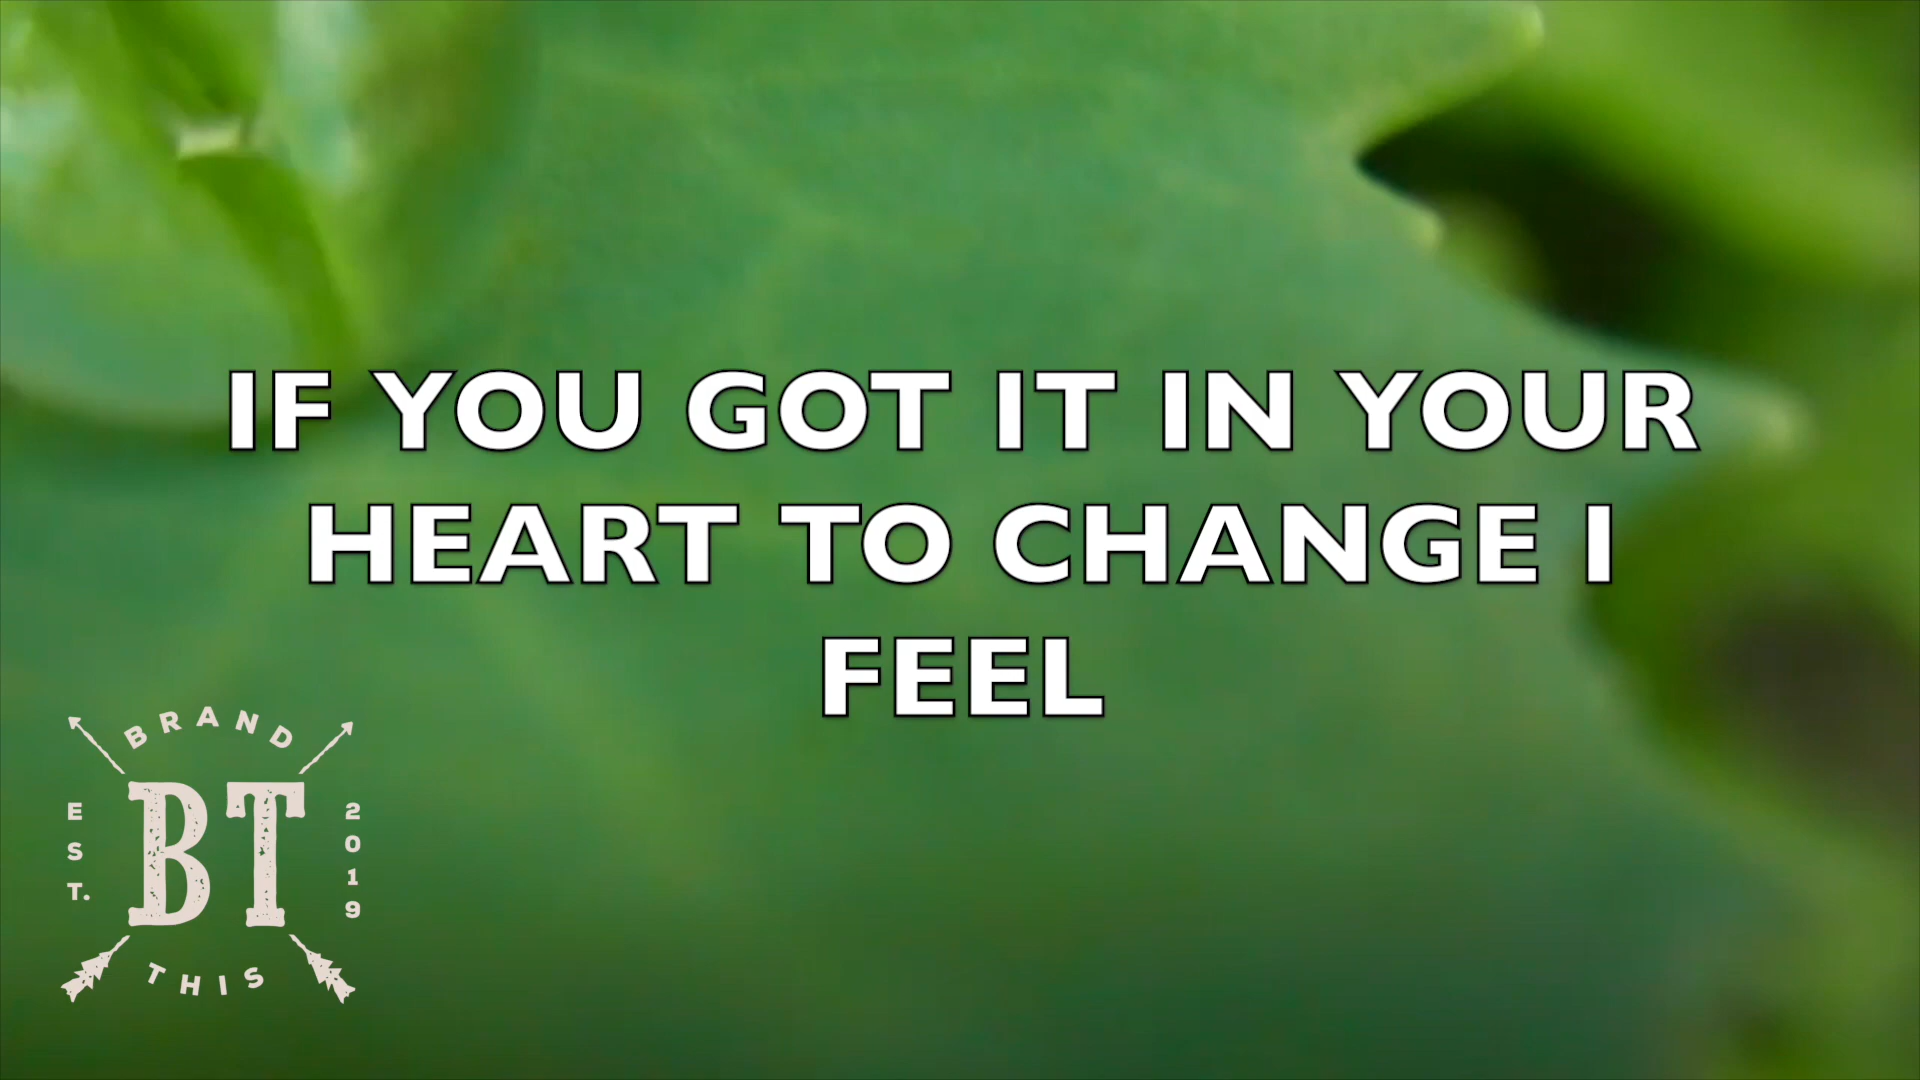 IF YOU GOT IT IN YOUR
HEART TO CHANGE I
FEEL
BRAND
EST.
BT
2019
THIS